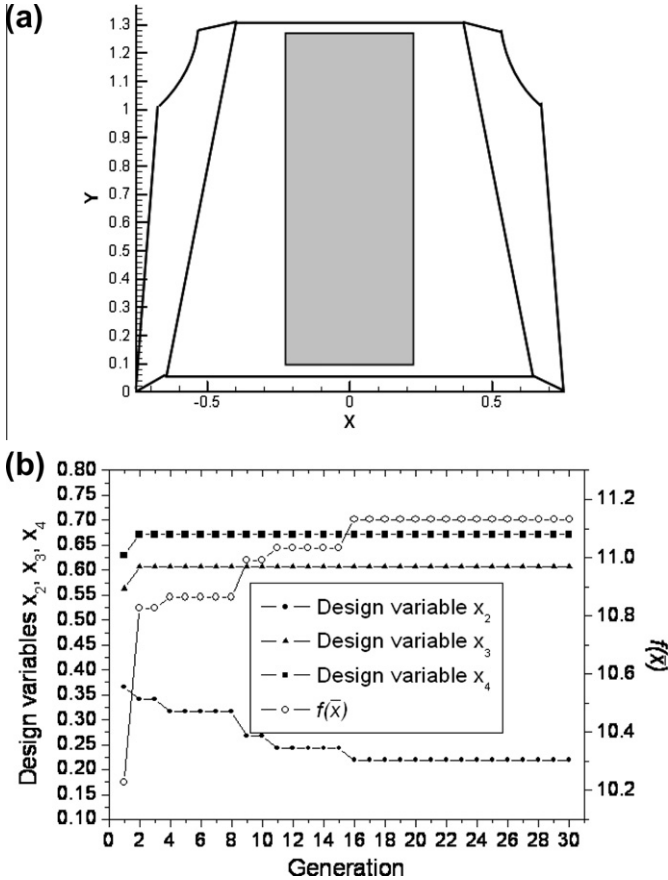 (a)
1.3
1.2
1.1
1
0.9
0.8
0.7
0.6
0.5
0.4
0.3
0.2
0.1
0
Y
-0.5 0 0.5
X
(b)
0.80
0.75
0.70
0.65
0.60
0.55
0.50
0.45
0.40
0.35
0.30
0.25
0.20
0.15
0.10
Design variables x₂, x₃, x₄
Design variable x₂
Design variable x₃
Design variable x₄
f(x̄)
11.2
11.0
10.8
10.6
10.4
10.2
f(x̄)
0 2 4 6 8 10 12 14 16 18 20 22 24 26 28 30
Generation